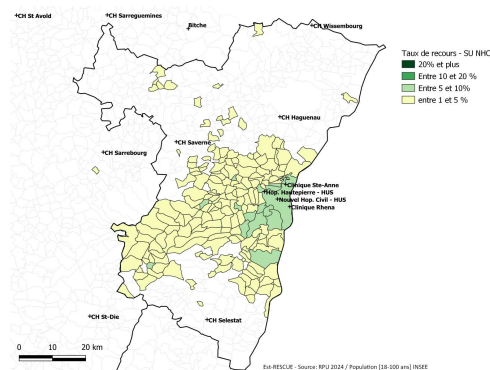 CH St Avold
CH Sarreguemines
Bitche
CH Wissembourg
Taux de recours - SU NHC
20% et plus
Entre 10 et 20 %
Entre 5 et 10%
entre 1 et 5 %
CH Haguenau
CH Saverne
CH Sarrebourg
Clinique Ste-Anne
Hop. Hautepierre - HUS
Nouvel Hop. Civil - HUS
Clinique Rhena
CH St-Die
CH Selestat
0 10 20 km
Est-RESCUE - Source: RPU 2024 / Population [18-100 ans] INSEE